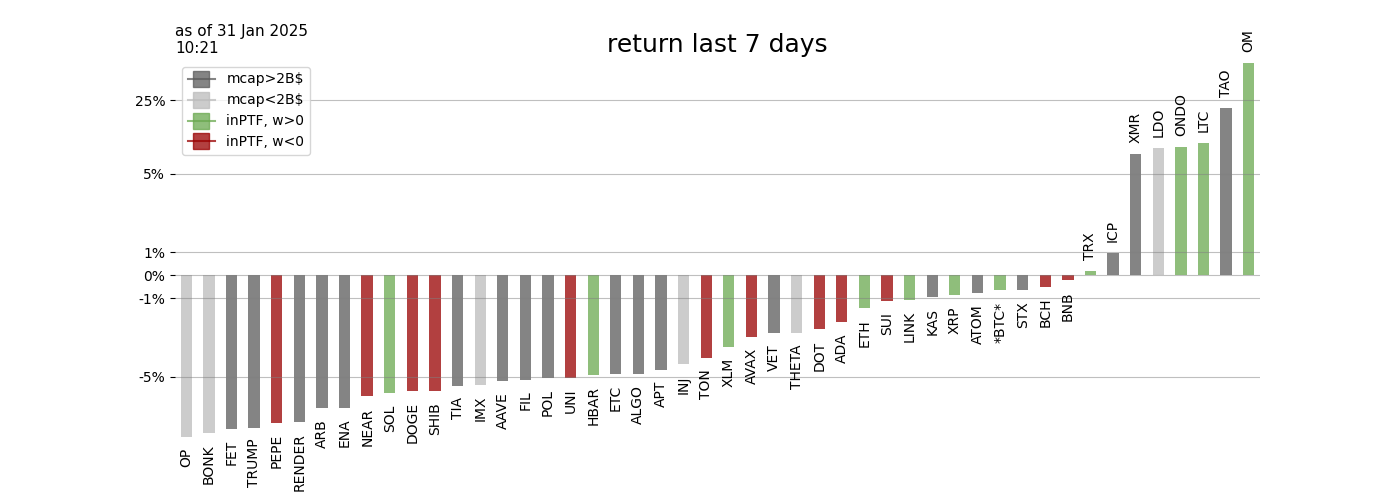 as of 31 Jan 2025
10:21
return last 7 days
mcap>2B$
mcap<2B$
inPTF, w>0
inPTF, w<0
25%
5%
1%
0%
-1%
-5%
OP
BONK
FET
TRUMP
PEPE
RENDER
ARB
ENA
NEAR
SOL
DOGE
SHIB
TIA
IMX
AAVE
FIL
POL
UNI
HBAR
ETC
ALGO
APT
INJ
TON
XLM
AVAX
VET
THETA
DOT
ADA
ETH
SUI
LINK
KAS
XRP
ATOM
*BTC*
STX
BCH
BNB
TRX
ICP
XMR
LDO
ONDO
LTC
TAO
OM